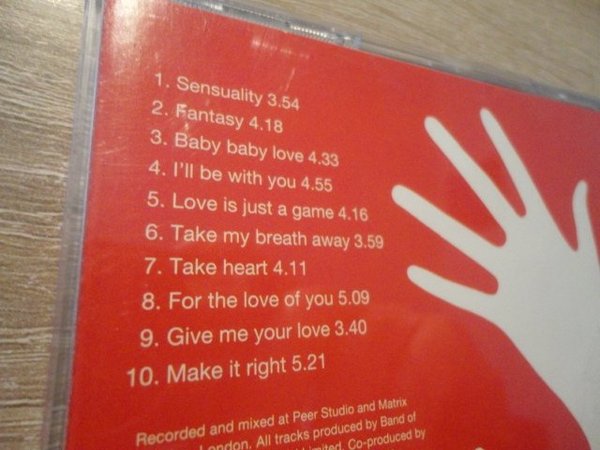 1. Sensuality 3.54
2. Fantasy 4.18
3. Baby baby love 4.33
4. I'll be with you 4.55
5. Love is just a game 4.16
6. Take my breath away 3.59
7. Take heart 4.11
8. For the love of you 5.09
9. Give me your love 3.40
10. Make it right 5.21
Recorded and mixed at Peer Studio and Matrix
London. All tracks produced by Band of
Limited. Co-produced by